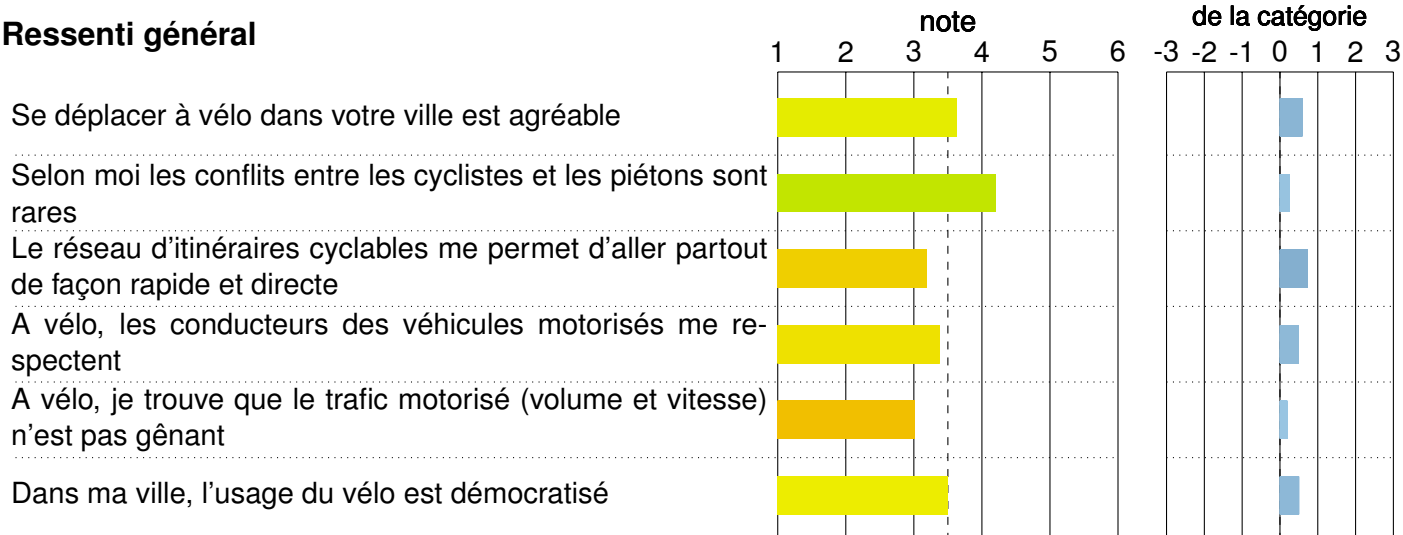 Ressenti général
note
de la catégorie
1 2 3 4 5 6
-3 -2 -1 0 1 2 3
Se déplacer à vélo dans votre ville est agréable
Selon moi les conflits entre les cyclistes et les piétons sont
rares
Le réseau d'itinéraires cyclables me permet d'aller partout
de façon rapide et directe
A vélo, les conducteurs des véhicules motorisés me re-
spectent
A vélo, je trouve que le trafic motorisé (volume et vitesse)
n'est pas gênant
Dans ma ville, l'usage du vélo est démocratisé